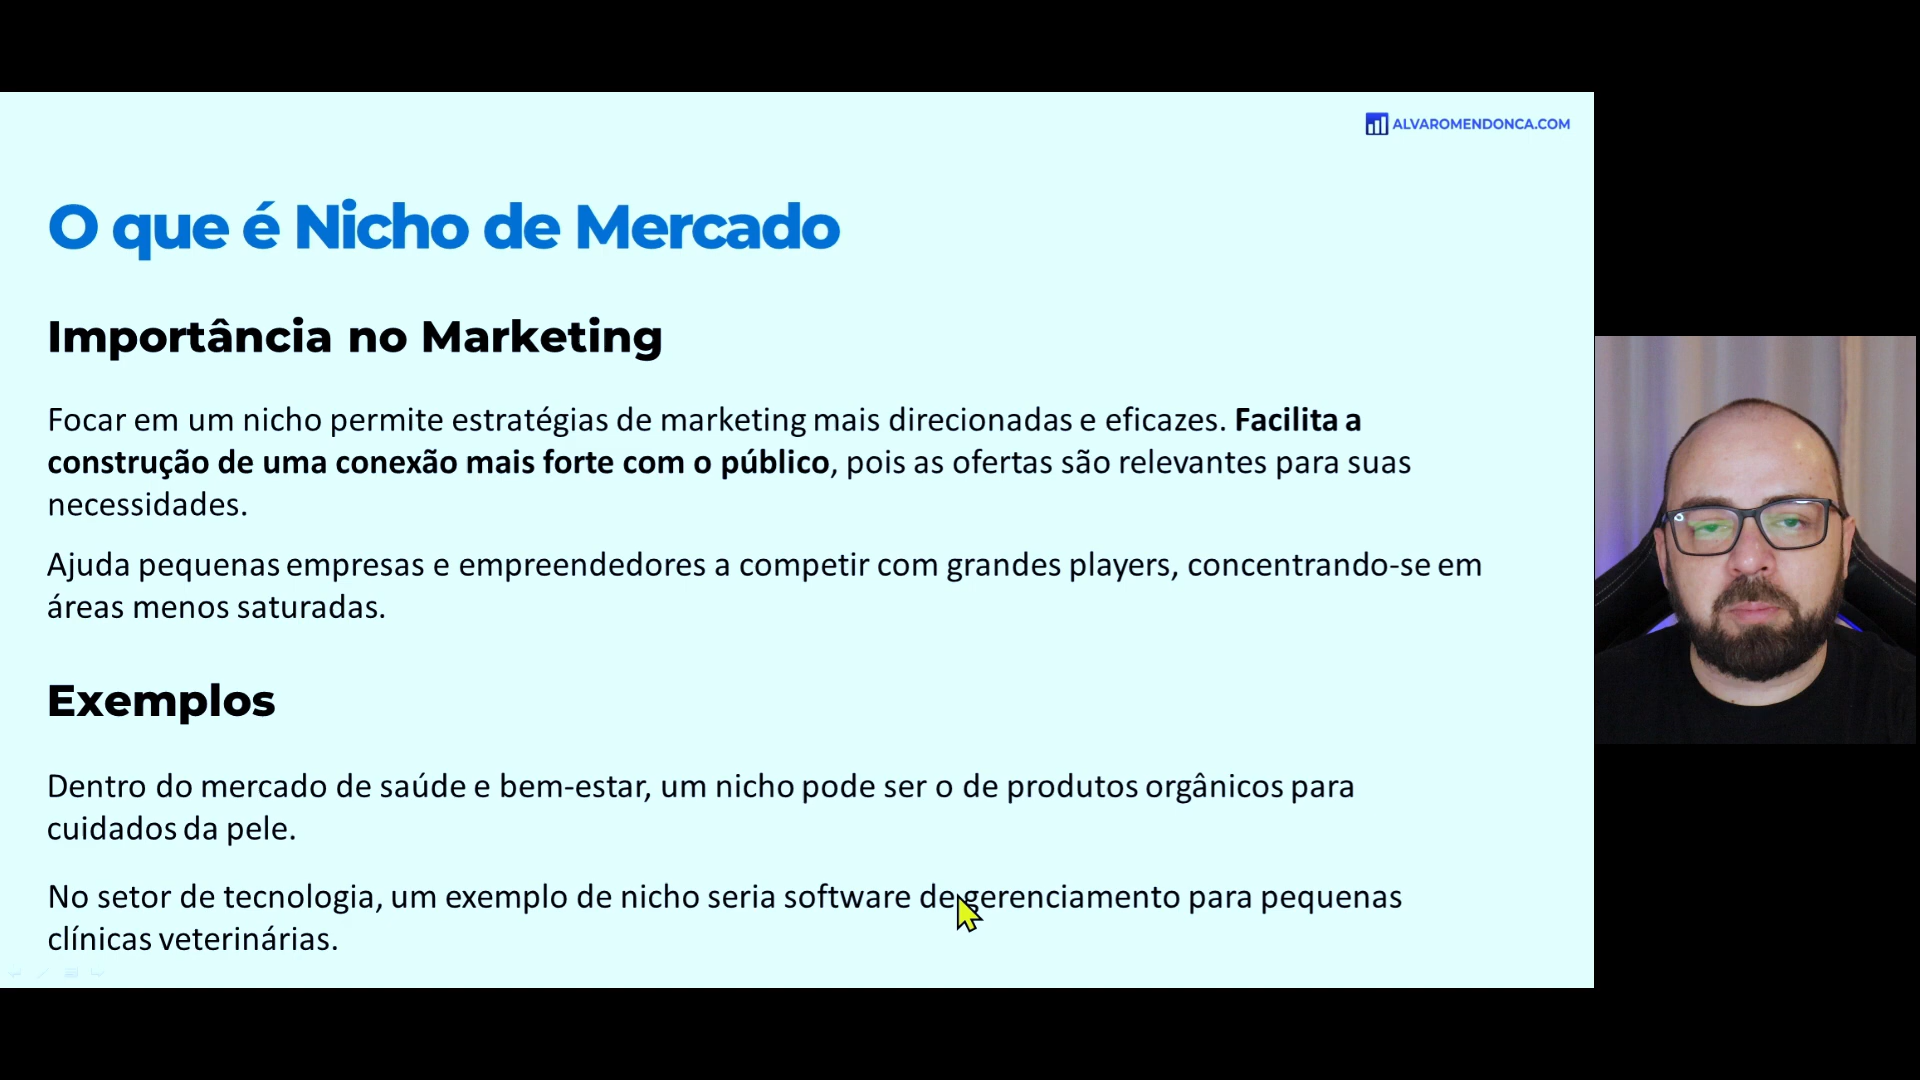 ALVAROMENDONCA.COM
O que é Nicho de Mercado
Importância no Marketing
Focar em um nicho permite estratégias de marketing mais direcionadas e eficazes. Facilita a
construção de uma conexão mais forte com o público, pois as ofertas são relevantes para suas
necessidades.
Ajuda pequenas empresas e empreendedores a competir com grandes players, concentrando-se em
áreas menos saturadas.
Exemplos
Dentro do mercado de saúde e bem-estar, um nicho pode ser o de produtos orgânicos para
cuidados da pele.
No setor de tecnologia, um exemplo de nicho seria software de gerenciamento para pequenas
clínicas veterinárias.